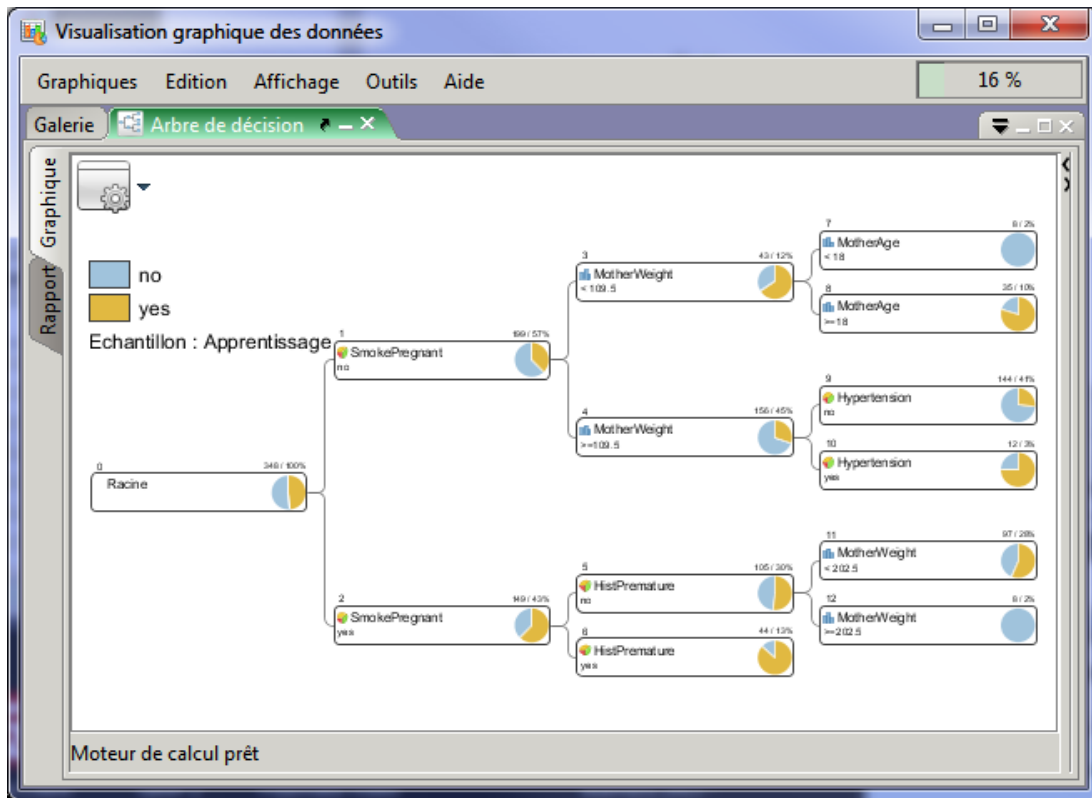 Visualisation graphique des données
Graphiques Edition Affichage Outils Aide
16 %
Galerie
Arbre de décision
Graphique
Rapport
no
yes
Echantillon : Apprentissage
0
348 / 100%
Racine
1
199 / 57%
SmokePregnant
no
2
149 / 43%
SmokePregnant
yes
3
43 / 12%
MotherWeight
< 109.5
4
156 / 45%
MotherWeight
>=109.5
5
105 / 30%
HistPremature
no
6
44 / 13%
HistPremature
yes
7
8 / 2%
MotherAge
< 18
8
35 / 10%
MotherAge
>=18
9
144 / 41%
Hypertension
no
10
12 / 3%
Hypertension
yes
11
97 / 28%
MotherWeight
< 202.5
12
8 / 2%
MotherWeight
>=202.5
Moteur de calcul prêt